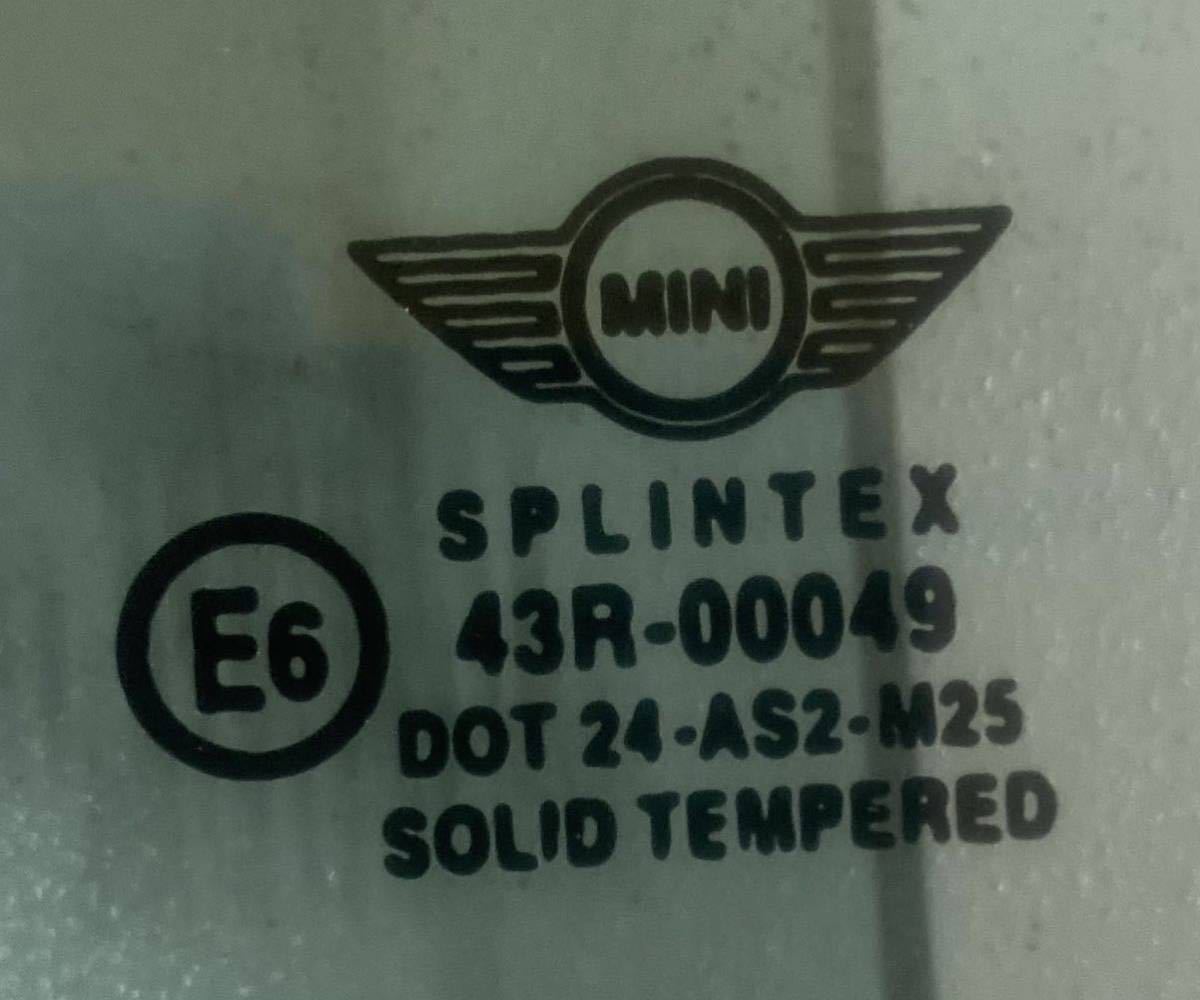 MINI
SPLINTEX
E6
43R-00049
DOT 24-AS2-M25
SOLID TEMPERED